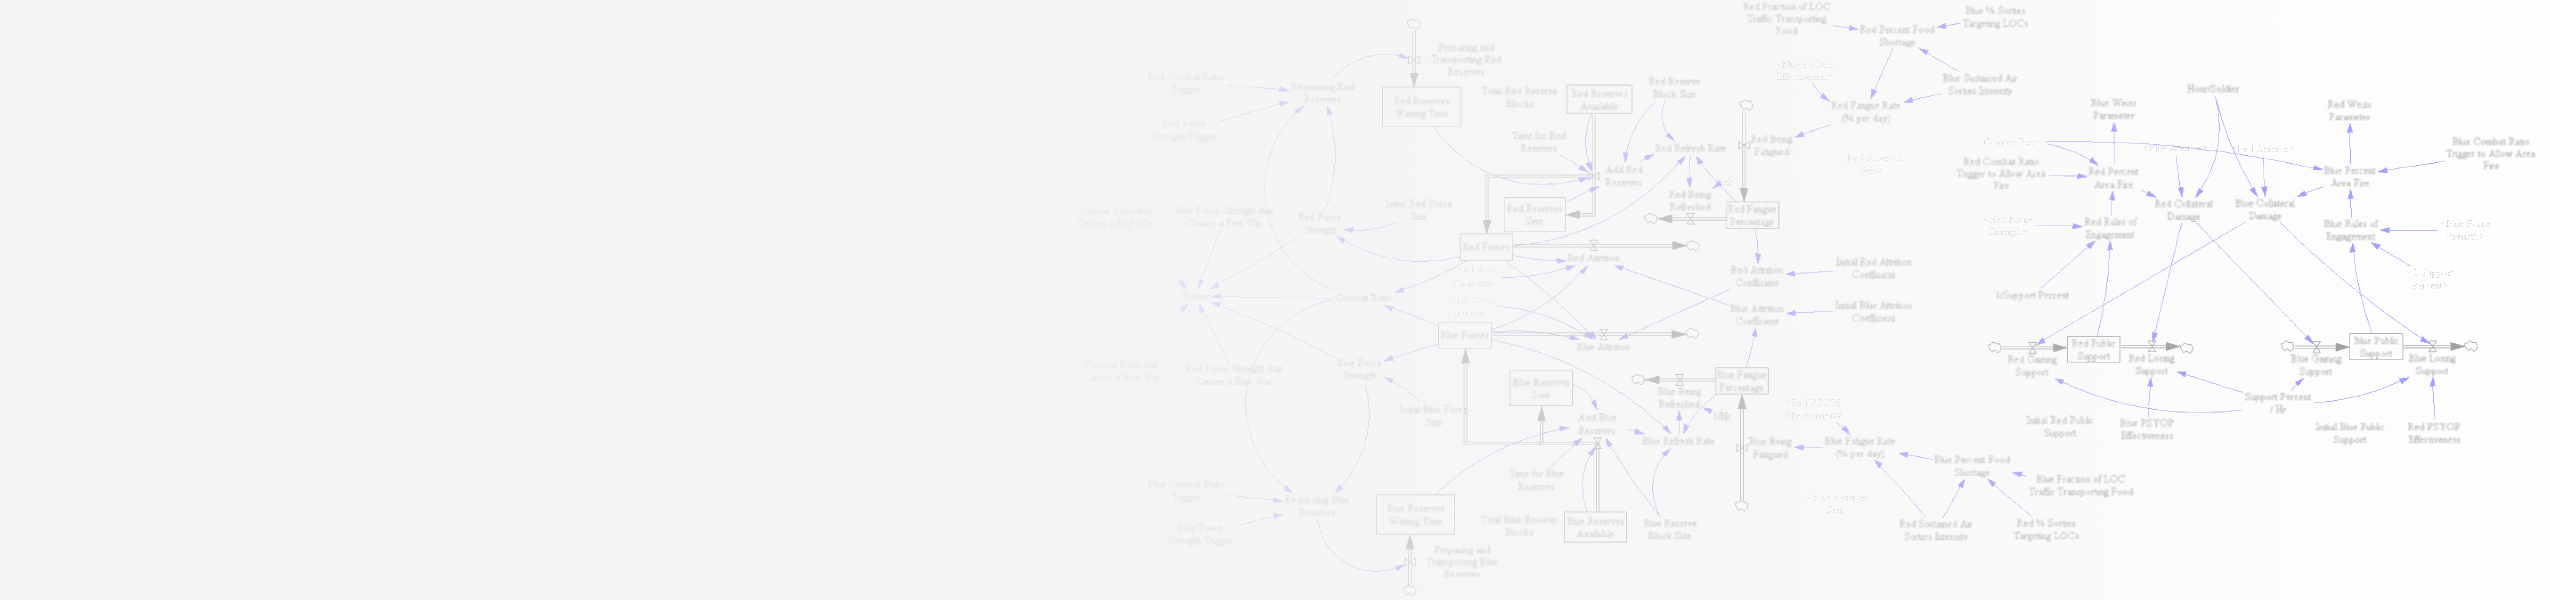 Red Fraction of LOC
Traffic Transporting
Food
Blue % Sorties
Targeting LOCs
Red Percent Food
Shortage
Preparing and
Transporting Red
Reserves
Red Combat Ratio
Trigger
Requesting Red
Reserves
Red Reserves
Waiting Time
Total Red Reserve
Blocks
Red Reserves
Available
Red Reserve
Block Size
Blue Sustained Air
Sorties Intensity
Hour/Soldier
Red Fatigue Rate
(% per day)
Blue Weiss
Parameter
Red Weiss
Parameter
Red Force
Strength Trigger
Time for Red
Reserves
Red Refresh Rate
Red Being
Fatigued
Blue Combat Ratio
Trigger to Allow Area
Fire
Add Red
Reserves
Red Combat Ratio
Trigger to Allow Area
Fire
Red Percent
Area Fire
Blue Percent
Area Fire
Red Being
Refreshed
Red Reserves
Sent
Red Fatigue
Percentage
Red Collateral
Damage
Blue Collateral
Damage
Combat Ratio that
Causes a Red Win
Blue Force Strength that
Causes a Red Win
Red Force
Strength
Initial Red Force
Size
Red Rules of
Engagement
Blue Rules of
Engagement
Red Forces
Red Attrition
Red Attrition
Coefficient
Initial Red Attrition
Coefficient
Winner
Combat Ratio
1/Support Percent
Blue Attrition
Coefficient
Initial Blue Attrition
Coefficient
Blue Forces
Blue Attrition
Red Public
Support
Blue Public
Support
Red Gaining
Support
Red Losing
Support
Blue Gaining
Support
Blue Losing
Support
Combat Ratio that
Causes a Blue Win
Red Force Strength that
Causes a Blue Win
Blue Force
Strength
Blue Reserves
Sent
Blue Fatigue
Percentage
Blue Being
Refreshed
Support Percent
/ Hr
Initial Blue Force
Size
Add Blue
Reserves
1/Hr
Initial Red Public
Support
Blue PSYOP
Effectiveness
Initial Blue Public
Support
Red PSYOP
Effectiveness
Blue Refresh Rate
Blue Being
Fatigued
Blue Fatigue Rate
(% per day)
Blue Percent Food
Shortage
Time for Blue
Reserves
Blue Combat Ratio
Trigger
Requesting Blue
Reserves
Blue Fraction of LOC
Traffic Transporting Food
Blue Reserves
Waiting Time
Total Blue Reserve
Blocks
Blue Reserves
Available
Blue Reserve
Block Size
Red Sustained Air
Sorties Intensity
Red % Sorties
Targeting LOCs
Blue Force
Strength Trigger
Preparing and
Transporting Blue
Reserves